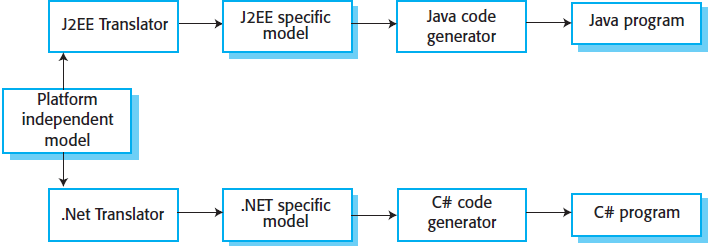 J2EE Translator
J2EE specific
model
Java code
generator
Java program
Platform
independent
model
.Net Translator
.NET specific
model
C# code
generator
C# program